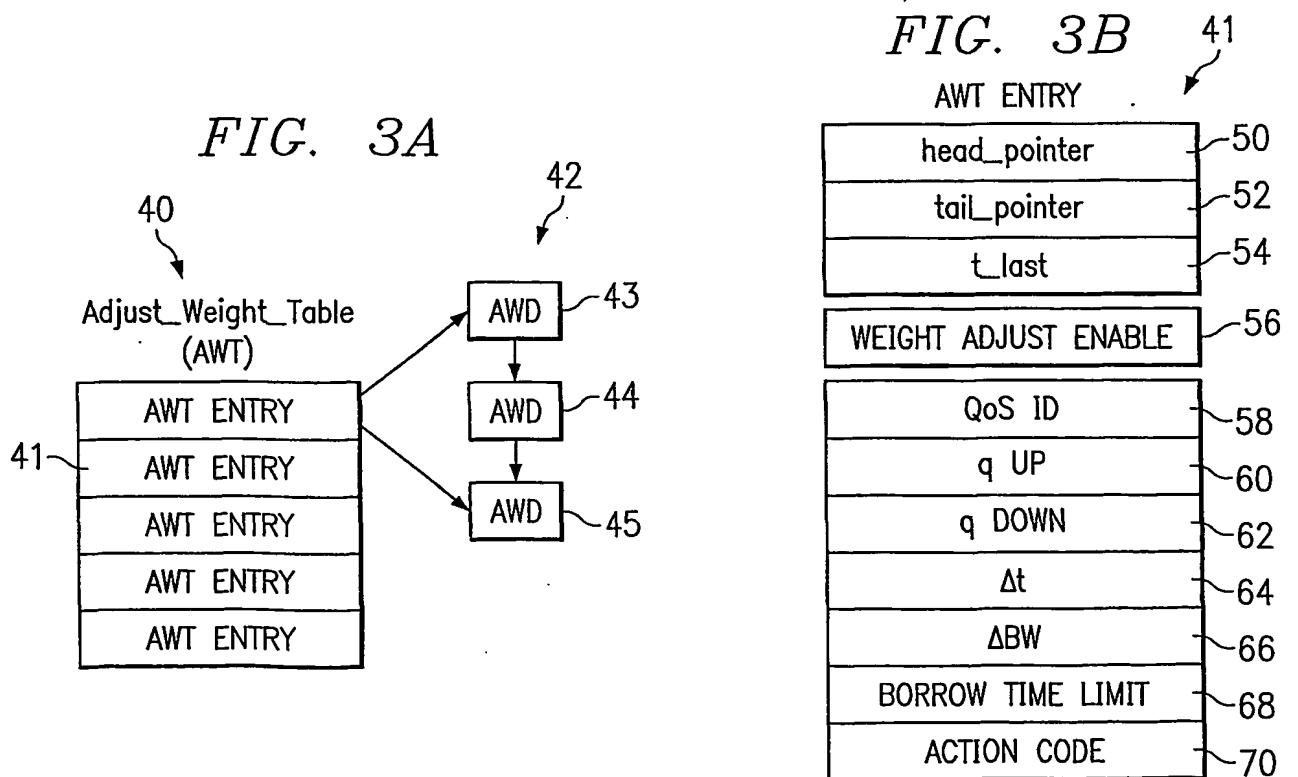 FIG. 3A
40
42
Adjust_Weight_Table
(AWT)
AWT ENTRY
41
AWT ENTRY
AWT ENTRY
AWT ENTRY
AWT ENTRY
AWD
43
AWD
44
AWD
45
FIG. 3B
41
AWT ENTRY
head_pointer
50
tail_pointer
52
t_last
54
WEIGHT ADJUST ENABLE
56
QoS ID
58
q UP
60
q DOWN
62
Δt
64
ΔBW
66
BORROW TIME LIMIT
68
ACTION CODE
70